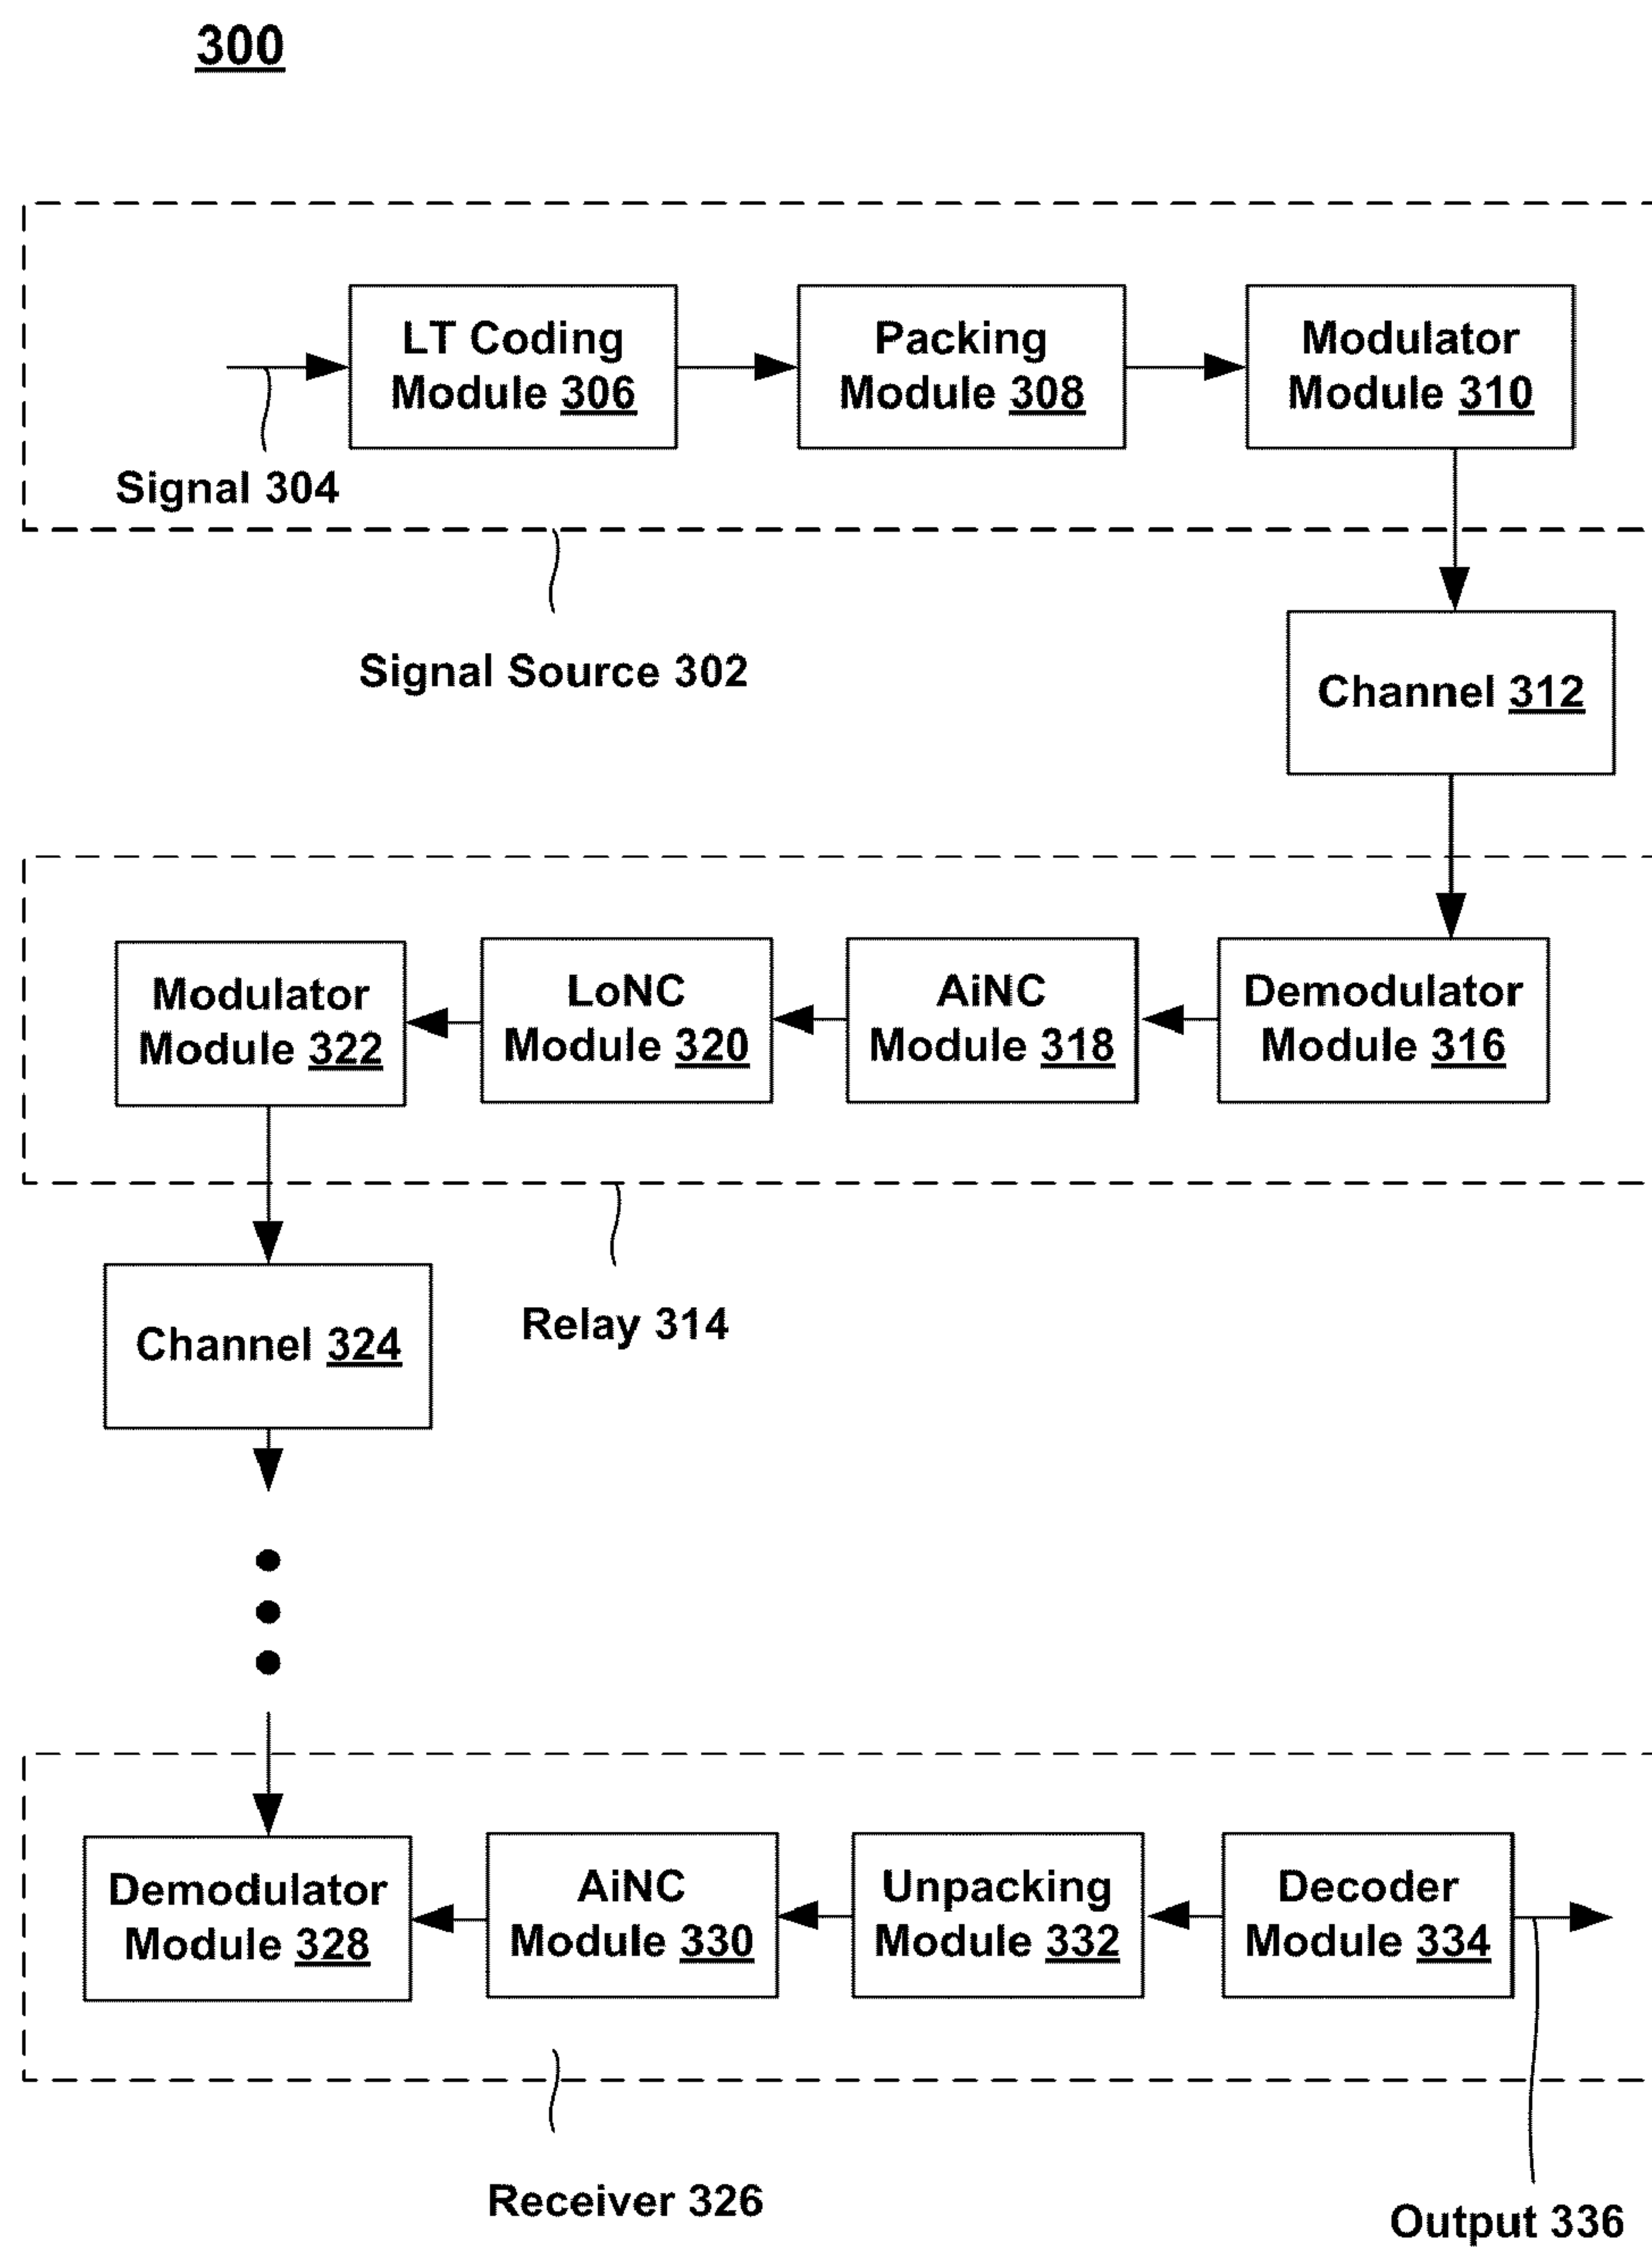 300
LT Coding
Module 306
Packing
Module 308
Modulator
Module 310
Signal 304
Signal Source 302
Channel 312
Modulator
Module 322
LoNC
Module 320
AiNC
Module 318
Demodulator
Module 316
Relay 314
Channel 324
Demodulator
Module 328
AiNC
Module 330
Unpacking
Module 332
Decoder
Module 334
Receiver 326
Output 336